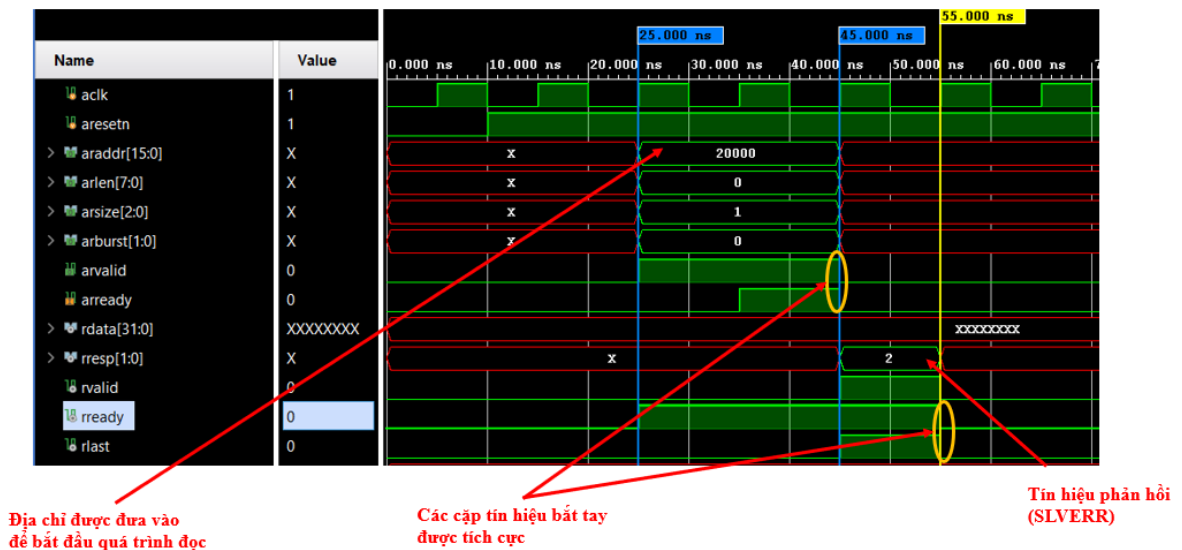 55.000 ns
25.000 ns 45.000 ns
Name Value
0.000 ns 10.000 ns 20.000 ns 30.000 ns 40.000 ns 50.000 ns 60.000 ns 7
aclk 1
aresetn 1
araddr[15:0] X X 20000
arlen[7:0] X X 0
arsize[2:0] X X 1
arburst[1:0] X X 0
arvalid 0
arready 0
rdata[31:0] XXXXXXXX XXXXXXXX
rresp[1:0] X X 2
rvalid 0
rready 0
rlast 0
Địa chỉ được đưa vào
để bắt đầu quá trình đọc
Các cặp tín hiệu bắt tay
được tích cực
Tín hiệu phản hồi
(SLVERR)